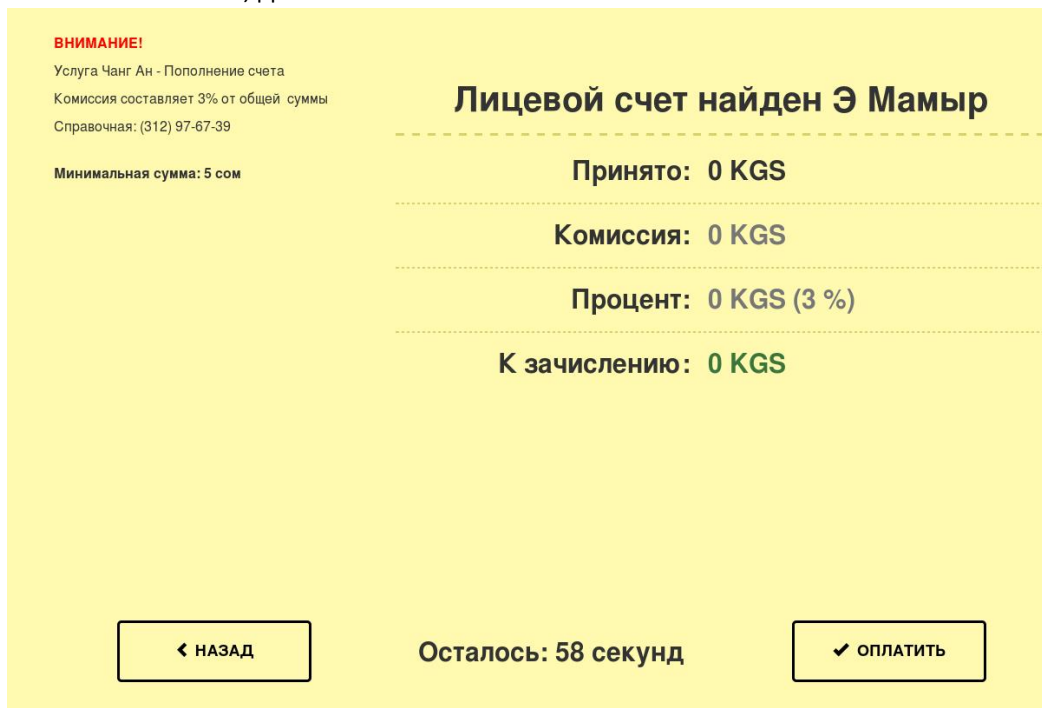 ВНИМАНИЕ!
Услуга Чанг Ан - Пополнение счета
Комиссия составляет 3% от общей суммы
Справочная: (312) 97-67-39
Минимальная сумма: 5 сом
Лицевой счет найден Э Мамыр
Принято: 0 KGS
Комиссия: 0 KGS
Процент: 0 KGS (3 %)
К зачислению: 0 KGS
НАЗАД
Осталось: 58 секунд
ОПЛАТИТЬ